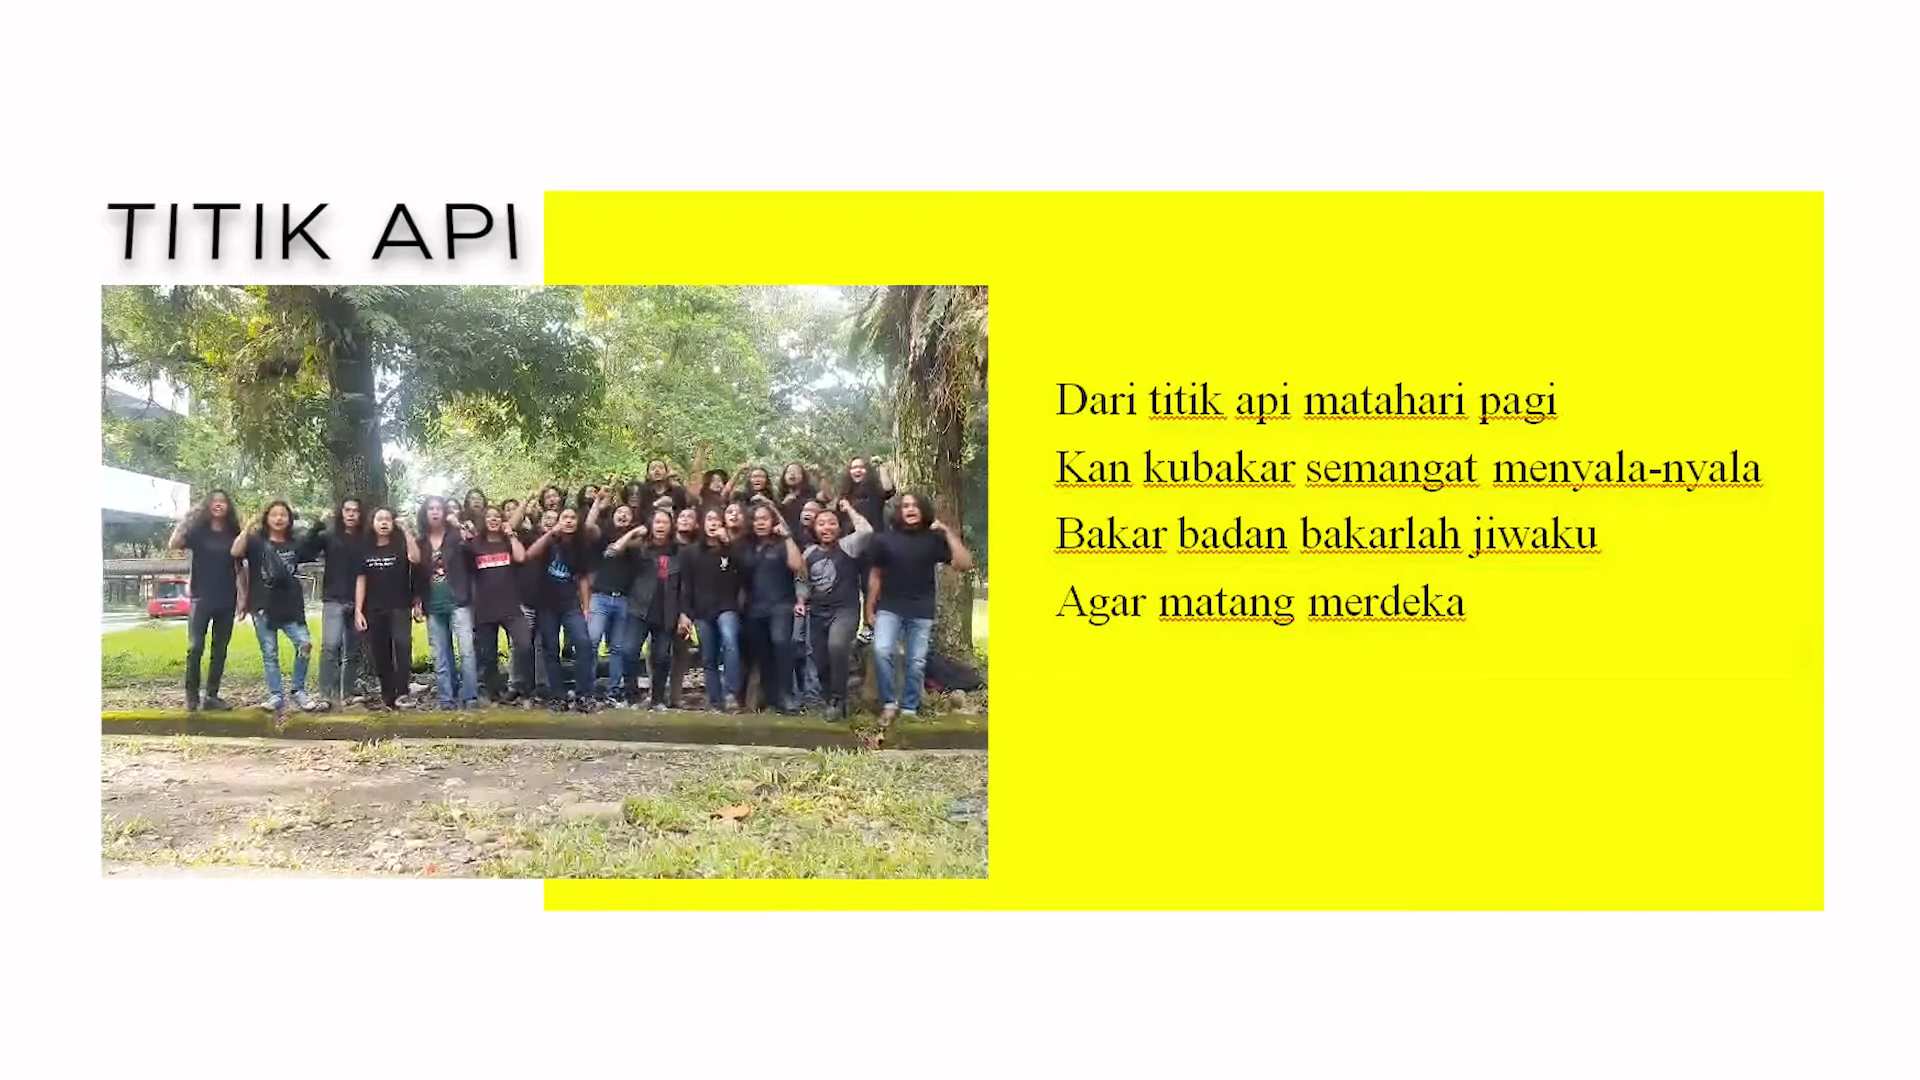 TITIK API
Dari titik api matahari pagi
Kan kubakar semangat menyala-nyala
Bakar badan bakarlah jiwaku
Agar matang merdeka